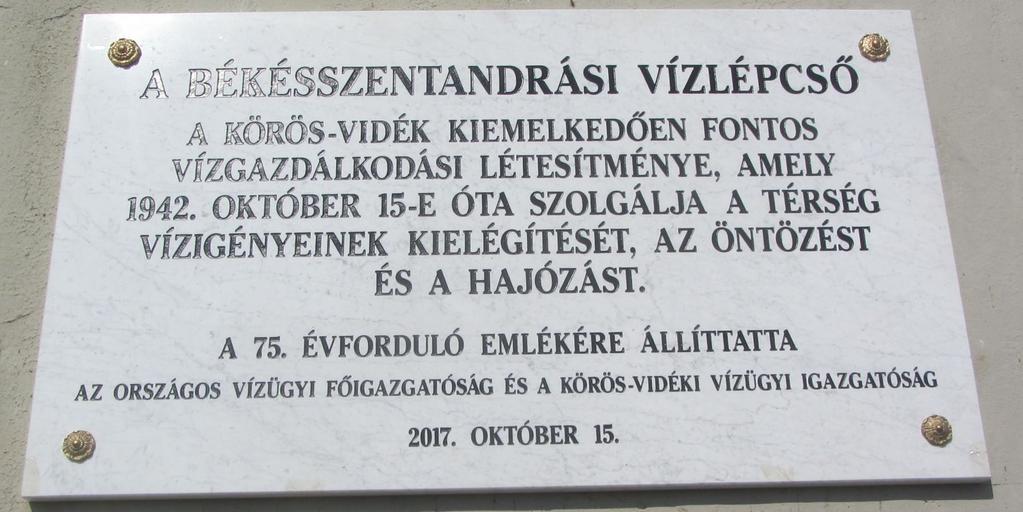 A BÉKÉSSZENTANDRÁSI VÍZLÉPCSŐ
A KÖRÖS-VIDÉK KIEMELKEDŐEN FONTOS
VÍZGAZDÁLKODÁSI LÉTESÍTMÉNYE, AMELY
1942. OKTÓBER 15-E ÓTA SZOLGÁLJA A TÉRSÉG
VÍZIGÉNYEINEK KIELÉGÍTÉSÉT, AZ ÖNTÖZÉST
ÉS A HAJÓZÁST.
A 75. ÉVFORDULÓ EMLÉKÉRE ÁLLÍTTATTA
AZ ORSZÁGOS VÍZÜGYI FŐIGAZGATÓSÁG ÉS A KÖRÖS-VIDÉKI VÍZÜGYI IGAZGATÓSÁG
2017. OKTÓBER 15.